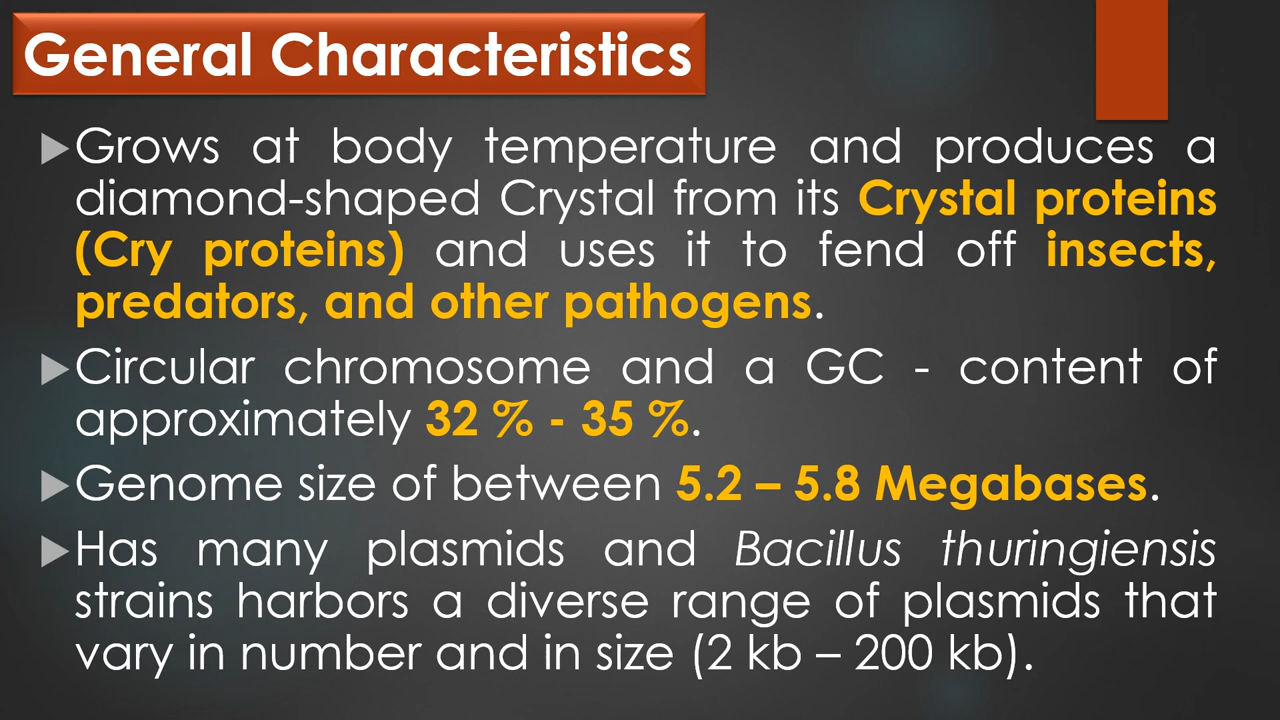 General Characteristics
Grows at body temperature and produces a
diamond-shaped Crystal from its Crystal proteins
(Cry proteins) and uses it to fend off insects,
predators, and other pathogens.
Circular chromosome and a GC - content of
approximately 32 % - 35 %.
Genome size of between 5.2 – 5.8 Megabases.
Has many plasmids and Bacillus thuringiensis
strains harbors a diverse range of plasmids that
vary in number and in size (2 kb – 200 kb).